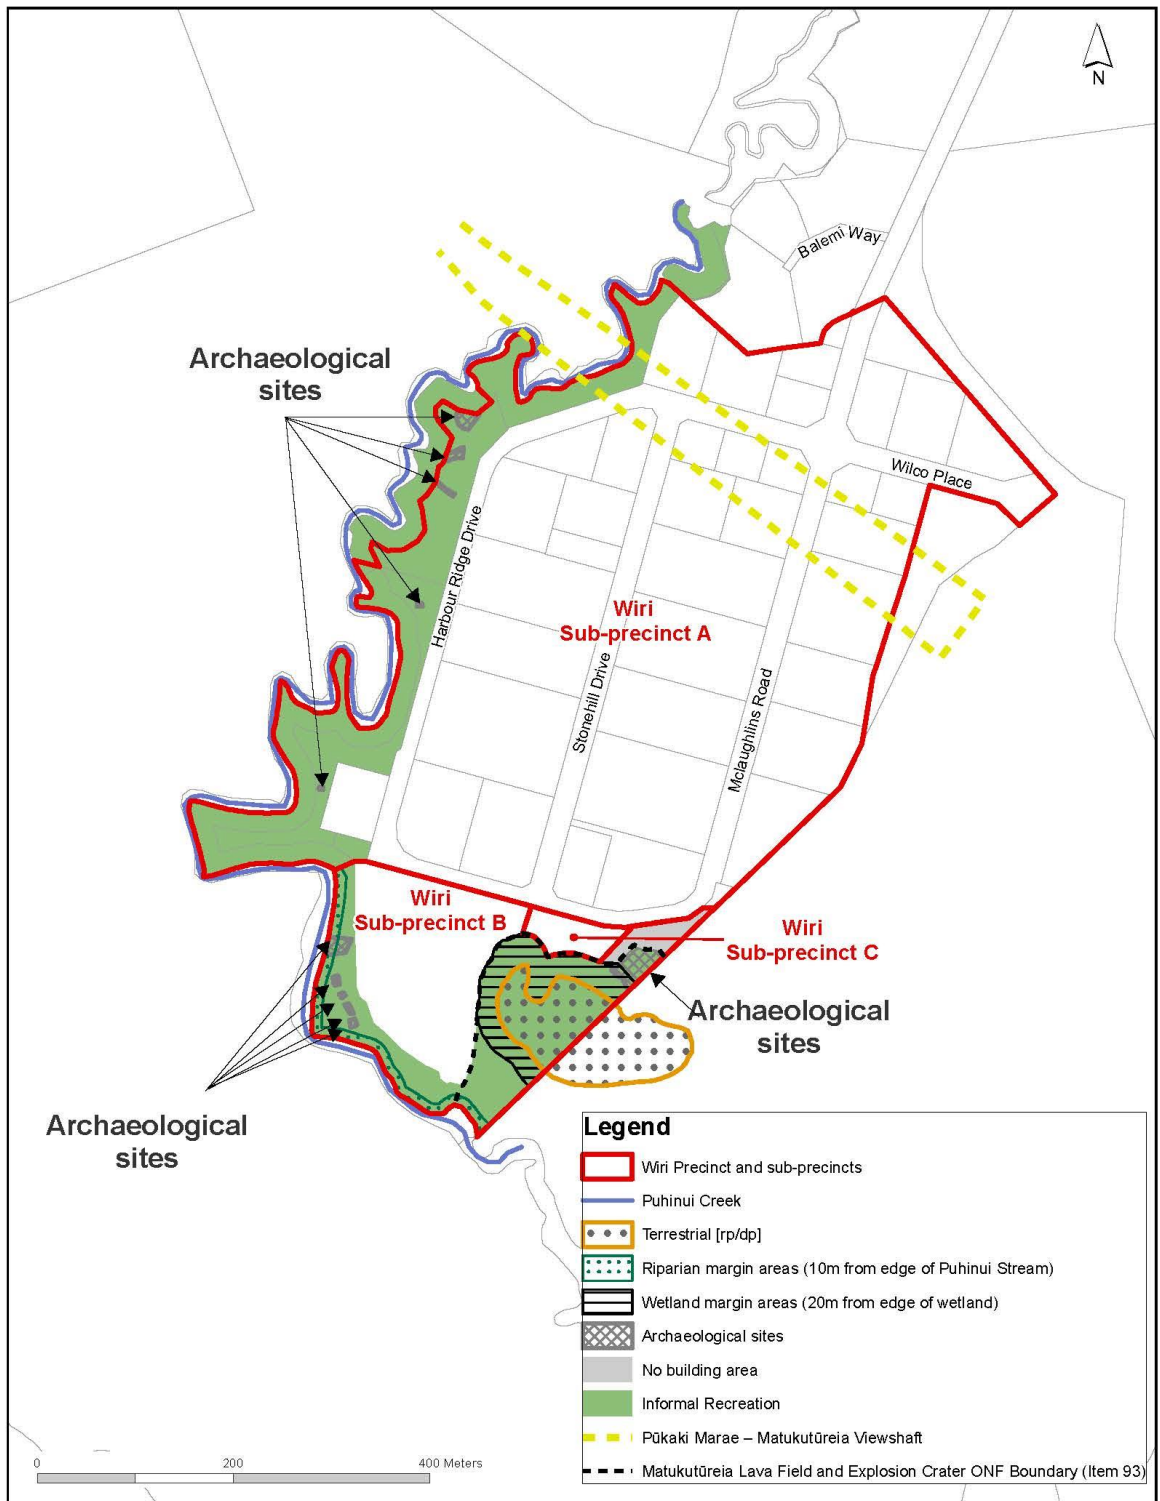 N
Balemi Way
Archaeological
sites
Wilco Place
Harbour Ridge Drive
Wiri
Sub-precinct A
Stonehill Drive
Mclaughlins Road
Wiri
Sub-precinct B
Wiri
Sub-precinct C
Archaeological
sites
Archaeological
sites
Legend
Wiri Precinct and sub-precincts
Puhinui Creek
Terrestrial [rp/dp]
Riparian margin areas (10m from edge of Puhinui Stream)
Wetland margin areas (20m from edge of wetland)
Archaeological sites
No building area
Informal Recreation
Pūkaki Marae – Matukutūreia Viewshaft
Matukutūreia Lava Field and Explosion Crater ONF Boundary (Item 93)
0 200 400 Meters